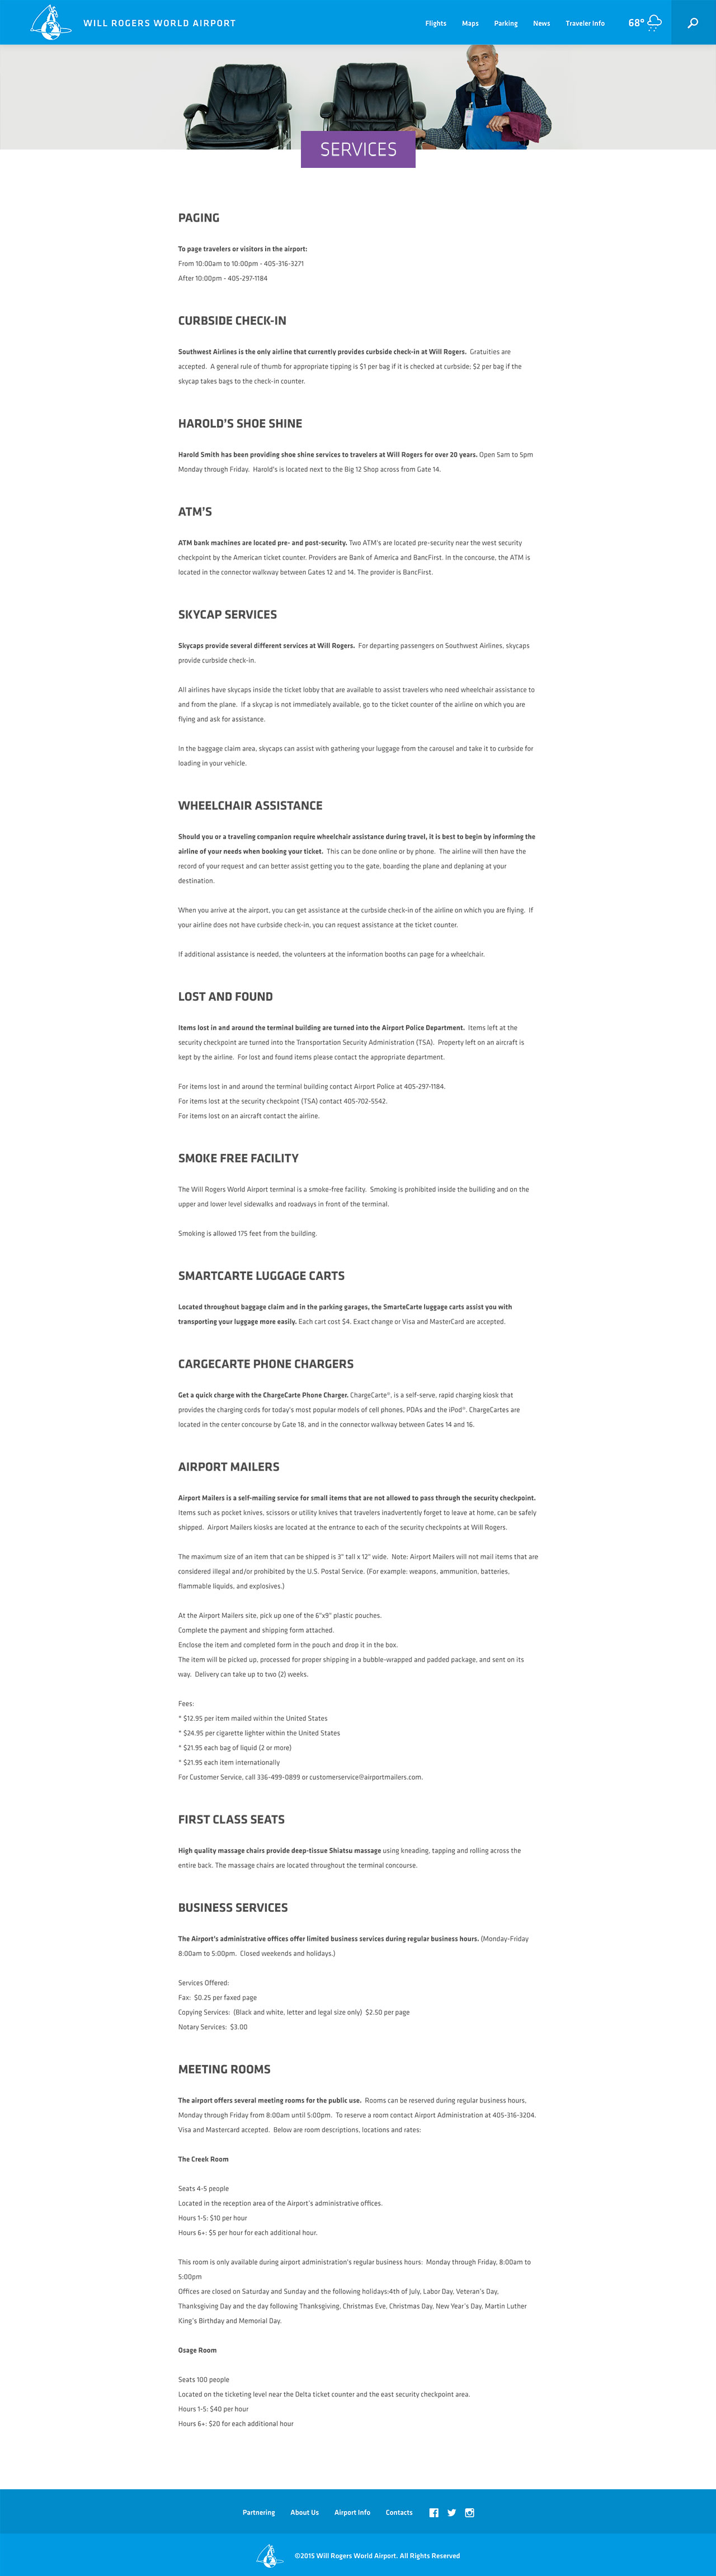 WILL ROGERS WORLD AIRPORT
Flights Maps Parking News Traveler Info 68°
SERVICES
PAGING
To page travelers or visitors in the airport:
From 10:00am to 10:00pm - 405-316-3271
After 10:00pm - 405-297-1184
CURBSIDE CHECK-IN
Southwest Airlines is the only airline that currently provides curbside check-in at Will Rogers. Gratuities are
accepted. A general rule of thumb for appropriate tipping is $1 per bag if it is checked at curbside; $2 per bag if the
skycap takes bags to the check-in counter.
HAROLD'S SHOE SHINE
Harold Smith has been providing shoe shine services to travelers at Will Rogers for over 20 years. Open 5am to 5pm
Monday through Friday. Harold's is located next to the Big 12 Shop across from Gate 14.
ATM'S
ATM bank machines are located pre- and post-security. Two ATM's are located pre-security near the west security
checkpoint by the American ticket counter. Providers are Bank of America and BancFirst. In the concourse, the ATM is
located in the connector walkway between Gates 12 and 14. The provider is BancFirst.
SKYCAP SERVICES
Skycaps provide several different services at Will Rogers. For departing passengers on Southwest Airlines, skycaps
provide curbside check-in.
All airlines have skycaps inside the ticket lobby that are available to assist travelers who need wheelchair assistance to
and from the plane. If a skycap is not immediately available, go to the ticket counter of the airline on which you are
flying and ask for assistance.
In the baggage claim area, skycaps can assist with gathering your luggage from the carousel and take it to curbside for
loading in your vehicle.
WHEELCHAIR ASSISTANCE
Should you or a traveling companion require wheelchair assistance during travel, it is best to begin by informing the
airline of your needs when booking your ticket. This can be done online or by phone. The airline will then have the
record of your request and can better assist getting you to the gate, boarding the plane and deplaning at your
destination.
When you arrive at the airport, you can get assistance at the curbside check-in of the airline on which you are flying. If
your airline does not have curbside check-in, you can request assistance at the ticket counter.
If additional assistance is needed, the volunteers at the information booths can page for a wheelchair.
LOST AND FOUND
Items lost in and around the terminal building are turned into the Airport Police Department. Items left at the
security checkpoint are turned into the Transportation Security Administration (TSA). Property left on an aircraft is
kept by the airline. For lost and found items please contact the appropriate department.
For items lost in and around the terminal building contact Airport Police at 405-297-1184.
For items lost at the security checkpoint (TSA) contact 405-702-5542.
For items lost on an aircraft contact the airline.
SMOKE FREE FACILITY
The Will Rogers World Airport terminal is a smoke-free facility. Smoking is prohibited inside the builiding and on the
upper and lower level sidewalks and roadways in front of the terminal.
Smoking is allowed 175 feet from the building.
SMARTCARTE LUGGAGE CARTS
Located throughout baggage claim and in the parking garages, the SmarteCarte luggage carts assist you with
transporting your luggage more easily. Each cart cost $4. Exact change or Visa and MasterCard are accepted.
CARGECARTE PHONE CHARGERS
Get a quick charge with the ChargeCarte Phone Charger. ChargeCarte®, is a self-serve, rapid charging kiosk that
provides the charging cords for today's most popular models of cell phones, PDAs and the iPod®. ChargeCartes are
located in the center concourse by Gate 18, and in the connector walkway between Gates 14 and 16.
AIRPORT MAILERS
Airport Mailers is a self-mailing service for small items that are not allowed to pass through the security checkpoint.
Items such as pocket knives, scissors or utility knives that travelers inadvertently forget to leave at home, can be safely
shipped. Airport Mailers kiosks are located at the entrance to each of the security checkpoints at Will Rogers.
The maximum size of an item that can be shipped is 3" tall x 12" wide. Note: Airport Mailers will not mail items that are
considered illegal and/or prohibited by the U.S. Postal Service. (For example: weapons, ammunition, batteries,
flammable liquids, and explosives.)
At the Airport Mailers site, pick up one of the 6"x9" plastic pouches.
Complete the payment and shipping form attached.
Enclose the item and completed form in the pouch and drop it in the box.
The item will be picked up, processed for proper shipping in a bubble-wrapped and padded package, and sent on its
way. Delivery can take up to two (2) weeks.
Fees:
* $12.95 per item mailed within the United States
* $24.95 per cigarette lighter within the United States
* $21.95 each bag of liquid (2 or more)
* $21.95 each item internationally
For Customer Service, call 336-499-0899 or customerservice@airportmailers.com.
FIRST CLASS SEATS
High quality massage chairs provide deep-tissue Shiatsu massage using kneading, tapping and rolling across the
entire back. The massage chairs are located throughout the terminal concourse.
BUSINESS SERVICES
The Airport's administrative offices offer limited business services during regular business hours. (Monday-Friday
8:00am to 5:00pm. Closed weekends and holidays.)
Services Offered:
Fax: $0.25 per faxed page
Copying Services: (Black and white, letter and legal size only) $2.50 per page
Notary Services: $3.00
MEETING ROOMS
The airport offers several meeting rooms for the public use. Rooms can be reserved during regular business hours,
Monday through Friday from 8:00am until 5:00pm. To reserve a room contact Airport Administration at 405-316-3204.
Visa and Mastercard accepted. Below are room descriptions, locations and rates:
The Creek Room
Seats 4-5 people
Located in the reception area of the Airport's administrative offices.
Hours 1-5: $10 per hour
Hours 6+: $5 per hour for each additional hour.
This room is only available during airport administration's regular business hours: Monday through Friday, 8:00am to
5:00pm
Offices are closed on Saturday and Sunday and the following holidays:4th of July, Labor Day, Veteran's Day,
Thanksgiving Day and the day following Thanksgiving, Christmas Eve, Christmas Day, New Year's Day, Martin Luther
King's Birthday and Memorial Day.
Osage Room
Seats 100 people
Located on the ticketing level near the Delta ticket counter and the east security checkpoint area.
Hours 1-5: $40 per hour
Hours 6+: $20 for each additional hour
Partnering About Us Airport Info Contacts
©2015 Will Rogers World Airport. All Rights Reserved